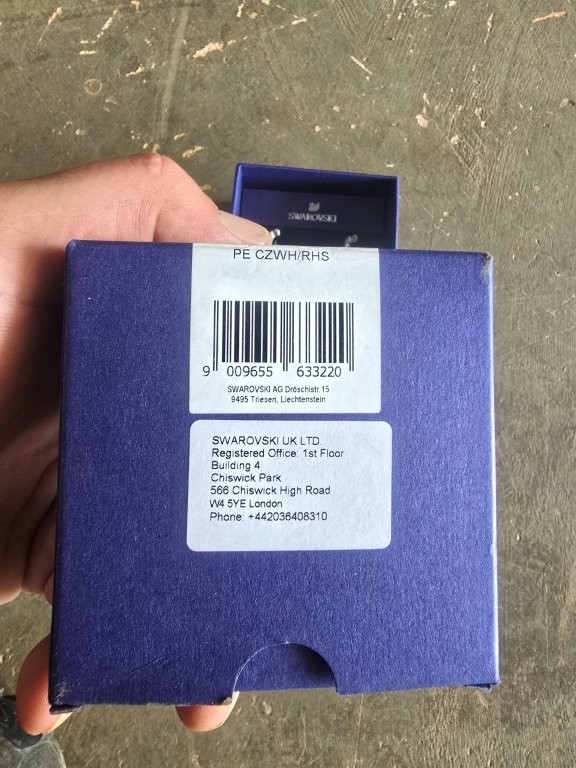 SWAROVSKI
PE CZWH/RHS
9 009655 633220
SWAROVSKI AG Dröschistr. 15
9495 Triesen, Liechtenstein
SWAROVSKI UK LTD.
Registered Office: 1st Floor
Building 4
Chiswick Park
566 Chiswick High Road
W4 5YE London
Phone: +442036408310